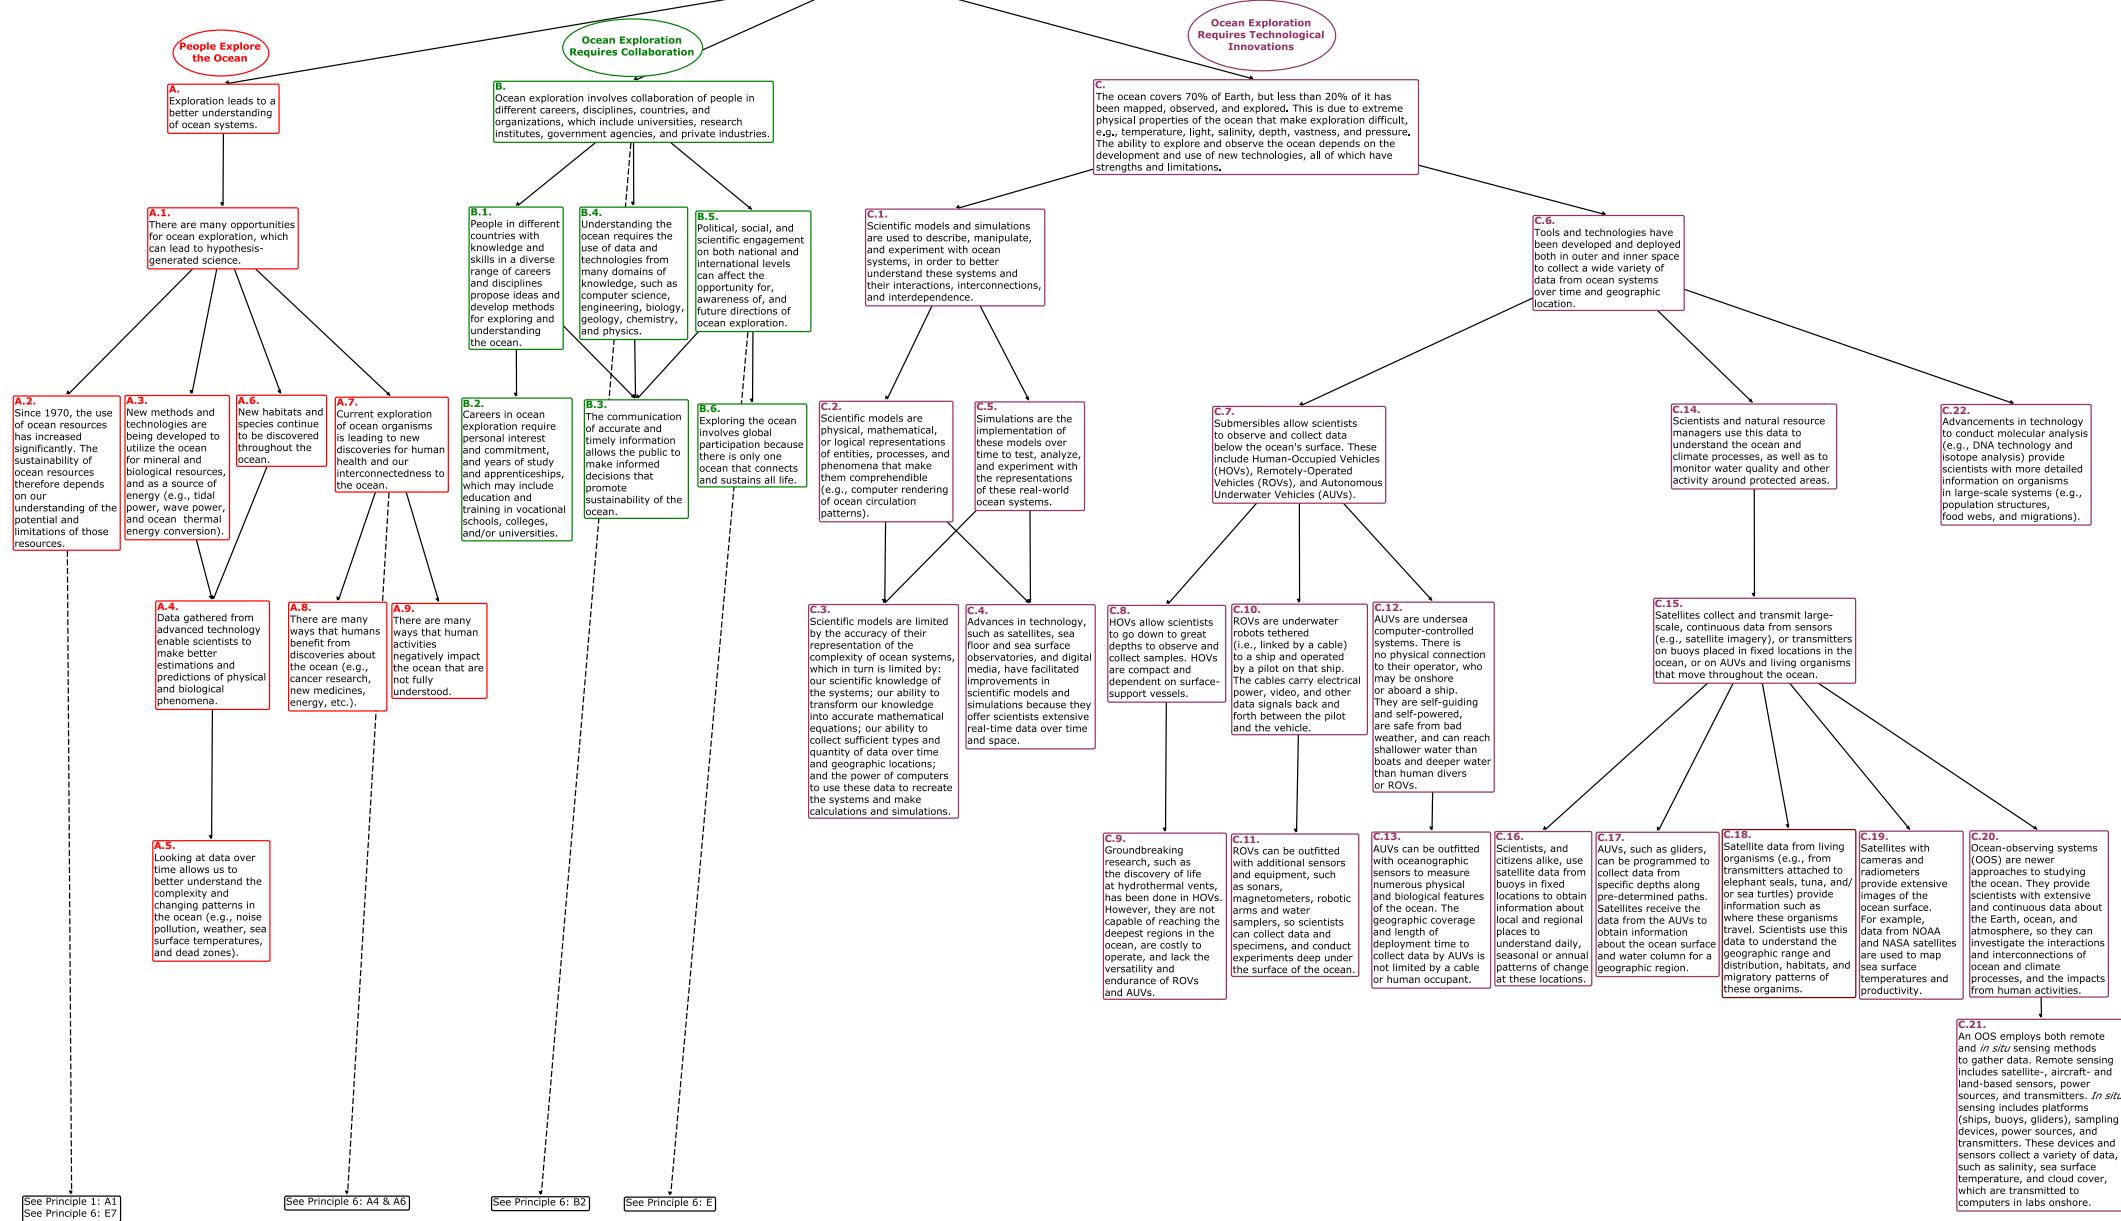 People Explore
the Ocean
Ocean Exploration
Requires Collaboration
Ocean Exploration
Requires Technological
Innovations
A.
Exploration leads to a
better understanding
of ocean systems.
B.
Ocean exploration involves collaboration of people in
different careers, disciplines, countries, and
organizations, which include universities, research
institutes, government agencies, and private industries.
C.
The ocean covers 70% of Earth, but less than 20% of it has
been mapped, observed, and explored. This is due to extreme
physical properties of the ocean that make exploration difficult,
e.g., temperature, light, salinity, depth, vastness, and pressure.
The ability to explore and observe the ocean depends on the
development and use of new technologies, all of which have
strengths and limitations.
A.1.
There are many opportunities
for ocean exploration, which
can lead to hypothesis-
generated science.
B.1.
People in different
countries with
knowledge and
skills in a diverse
range of careers
and disciplines
propose ideas and
develop methods
for exploring and
understanding
the ocean.
B.4.
Understanding the
ocean requires the
use of data and
technologies from
many domains of
knowledge, such as
computer science,
engineering, biology,
geology, chemistry,
and physics.
B.5.
Political, social, and
scientific engagement
on both national and
international levels
can affect the
opportunity for,
awareness of, and
future directions of
ocean exploration.
C.1.
Scientific models and simulations
are used to describe, manipulate,
and experiment with ocean
systems, in order to better
understand these systems and
their interactions, interconnections,
and interdependence.
C.6.
Tools and technologies have
been developed and deployed
both in outer and inner space
to collect a wide variety of
data from ocean systems
over time and geographic
location.
A.2.
Since 1970, the use
of ocean resources
has increased
significantly. The
sustainability of
ocean resources
therefore depends
on our
understanding of the
potential and
limitations of those
resources.
A.3.
New methods and
technologies are
being developed to
utilize the ocean
for mineral and
biological resources,
and as a source of
energy (e.g., tidal
power, wave power,
and ocean  thermal
energy conversion).
A.6.
New habitats and
species continue
to be discovered
throughout the
ocean.
A.7.
Current exploration
of ocean organisms
is leading to new
discoveries for human
health and our
interconnectedness to
the ocean.
B.2.
Careers in ocean
exploration require
personal interest
and commitment,
and years of study
and apprenticeships,
which may include
education and
training in vocational
schools, colleges,
and/or universities.
B.3.
The communication
of accurate and
timely information
allows the public to
make informed
decisions that
promote
sustainability of the
ocean.
B.6.
Exploring the ocean
involves global
participation because
there is only one
ocean that connects
and sustains all life.
C.2.
Scientific models are
physical, mathematical,
or logical representations
of entities, processes, and
phenomena that make
them comprehendible
(e.g., computer rendering
of ocean circulation
patterns).
C.5.
Simulations are the
implementation of
these models over
time to test, analyze,
and experiment with
the representations
of these real-world
ocean systems.
C.7.
Submersibles allow scientists
to observe and collect data
below the ocean's surface. These
include Human-Occupied Vehicles
(HOVs), Remotely-Operated
Vehicles (ROVs), and Autonomous
Underwater Vehicles (AUVs).
C.14.
Scientists and natural resource
managers use this data to
understand the ocean and
climate processes, as well as to
monitor water quality and other
activity around protected areas.
C.22.
Advancements in technology
to conduct molecular analysis
(e.g., DNA technology and
isotope analysis) provide
scientists with more detailed
information on organisms
in large-scale systems (e.g.,
population structures,
food webs, and migrations).
A.4.
Data gathered from
advanced technology
enable scientists to
make better
estimations and
predictions of physical
and biological
phenomena.
A.8.
There are many
ways that humans
benefit from
discoveries about
the ocean (e.g.,
cancer research,
new medicines,
energy, etc.).
A.9.
There are many
ways that human
activities
negatively impact
the ocean that are
not fully
understood.
C.3.
Scientific models are limited
by the accuracy of their
representation of the
complexity of ocean systems,
which in turn is limited by:
our scientific knowledge of
the systems; our ability to
transform our knowledge
into accurate mathematical
equations; our ability to
collect sufficient types and
quantity of data over time
and geographic locations;
and the power of computers
to use these data to recreate
the systems and make
calculations and simulations.
C.4.
Advances in technology,
such as satellites, sea
floor and sea surface
observatories, and digital
media, have facilitated
improvements in
scientific models and
simulations because they
offer scientists extensive
real-time data over time
and space.
C.8.
HOVs allow scientists
to go down to great
depths to observe and
collect samples. HOVs
are compact and
dependent on surface-
support vessels.
C.10.
ROVs are underwater
robots tethered
(i.e., linked by a cable)
to a ship and operated
by a pilot on that ship.
The cables carry electrical
power, video, and other
data signals back and
forth between the pilot
and the vehicle.
C.12.
AUVs are undersea
computer-controlled
systems. There is
no physical connection
to their operator, who
may be onshore
or aboard a ship.
They are self-guiding
and self-powered,
are safe from bad
weather, and can reach
shallower water than
boats and deeper water
than human divers
or ROVs.
C.15.
Satellites collect and transmit large-
scale, continuous data from sensors
(e.g., satellite imagery), or transmitters
on buoys placed in fixed locations in the
ocean, or on AUVs and living organisms
that move throughout the ocean.
A.5.
Looking at data over
time allows us to
better understand the
complexity and
changing patterns in
the ocean (e.g., noise
pollution, weather, sea
surface temperatures,
and dead zones).
C.9.
Groundbreaking
research, such as
the discovery of life
at hydrothermal vents,
has been done in HOVs.
However, they are not
capable of reaching the
deepest regions in the
ocean, are costly to
operate, and lack the
versatility and
endurance of ROVs
and AUVs.
C.11.
ROVs can be outfitted
with additional sensors
and equipment, such
as sonars,
magnetometers, robotic
arms and water
samplers, so scientists
can collect data and
specimens, and conduct
experiments deep under
the surface of the ocean.
C.13.
AUVs can be outfitted
with oceanographic
sensors to measure
numerous physical
and biological features
of the ocean. The
geographic coverage
and length of
deployment time to
collect data by AUVs is
not limited by a cable
or human occupant.
C.16.
Scientists, and
citizens alike, use
satellite data from
buoys in fixed
locations to obtain
information about
local and regional
places to
understand daily,
seasonal or annual
patterns of change
at these locations.
C.17.
AUVs, such as gliders,
can be programmed to
collect data from
specific depths along
pre-determined paths.
Satellites receive the
data from the AUVs to
obtain information
about the ocean surface
and water column for a
geographic region.
C.18.
Satellite data from living
organisms (e.g., from
transmitters attached to
elephant seals, tuna, and/
or sea turtles) provide
information such as
where these organisms
travel. Scientists use this
data to understand the
geographic range and
distribution, habitats, and
migratory patterns of
these organims.
C.19.
Satellites with
cameras and
radiometers
provide extensive
images of the
ocean surface.
For example,
data from NOAA
and NASA satellites
are used to map
sea surface
temperatures and
productivity.
C.20.
Ocean-observing systems
(OOS) are newer
approaches to studying
the ocean. They provide
scientists with extensive
and continuous data about
the Earth, ocean, and
atmosphere, so they can
investigate the interactions
and interconnections of
ocean and climate
processes, and the impacts
from human activities.
C.21.
An OOS employs both remote
and in situ sensing methods
to gather data. Remote sensing
includes satellite-, aircraft- and
land-based sensors, power
sources, and transmitters. In situ
sensing includes platforms
(ships, buoys, gliders), sampling
devices, power sources, and
transmitters. These devices and
sensors collect a variety of data,
such as salinity, sea surface
temperature, and cloud cover,
which are transmitted to
computers in labs onshore.
See Principle 1: A1
See Principle 6: E7
See Principle 6: A4 & A6
See Principle 6: B2
See Principle 6: E